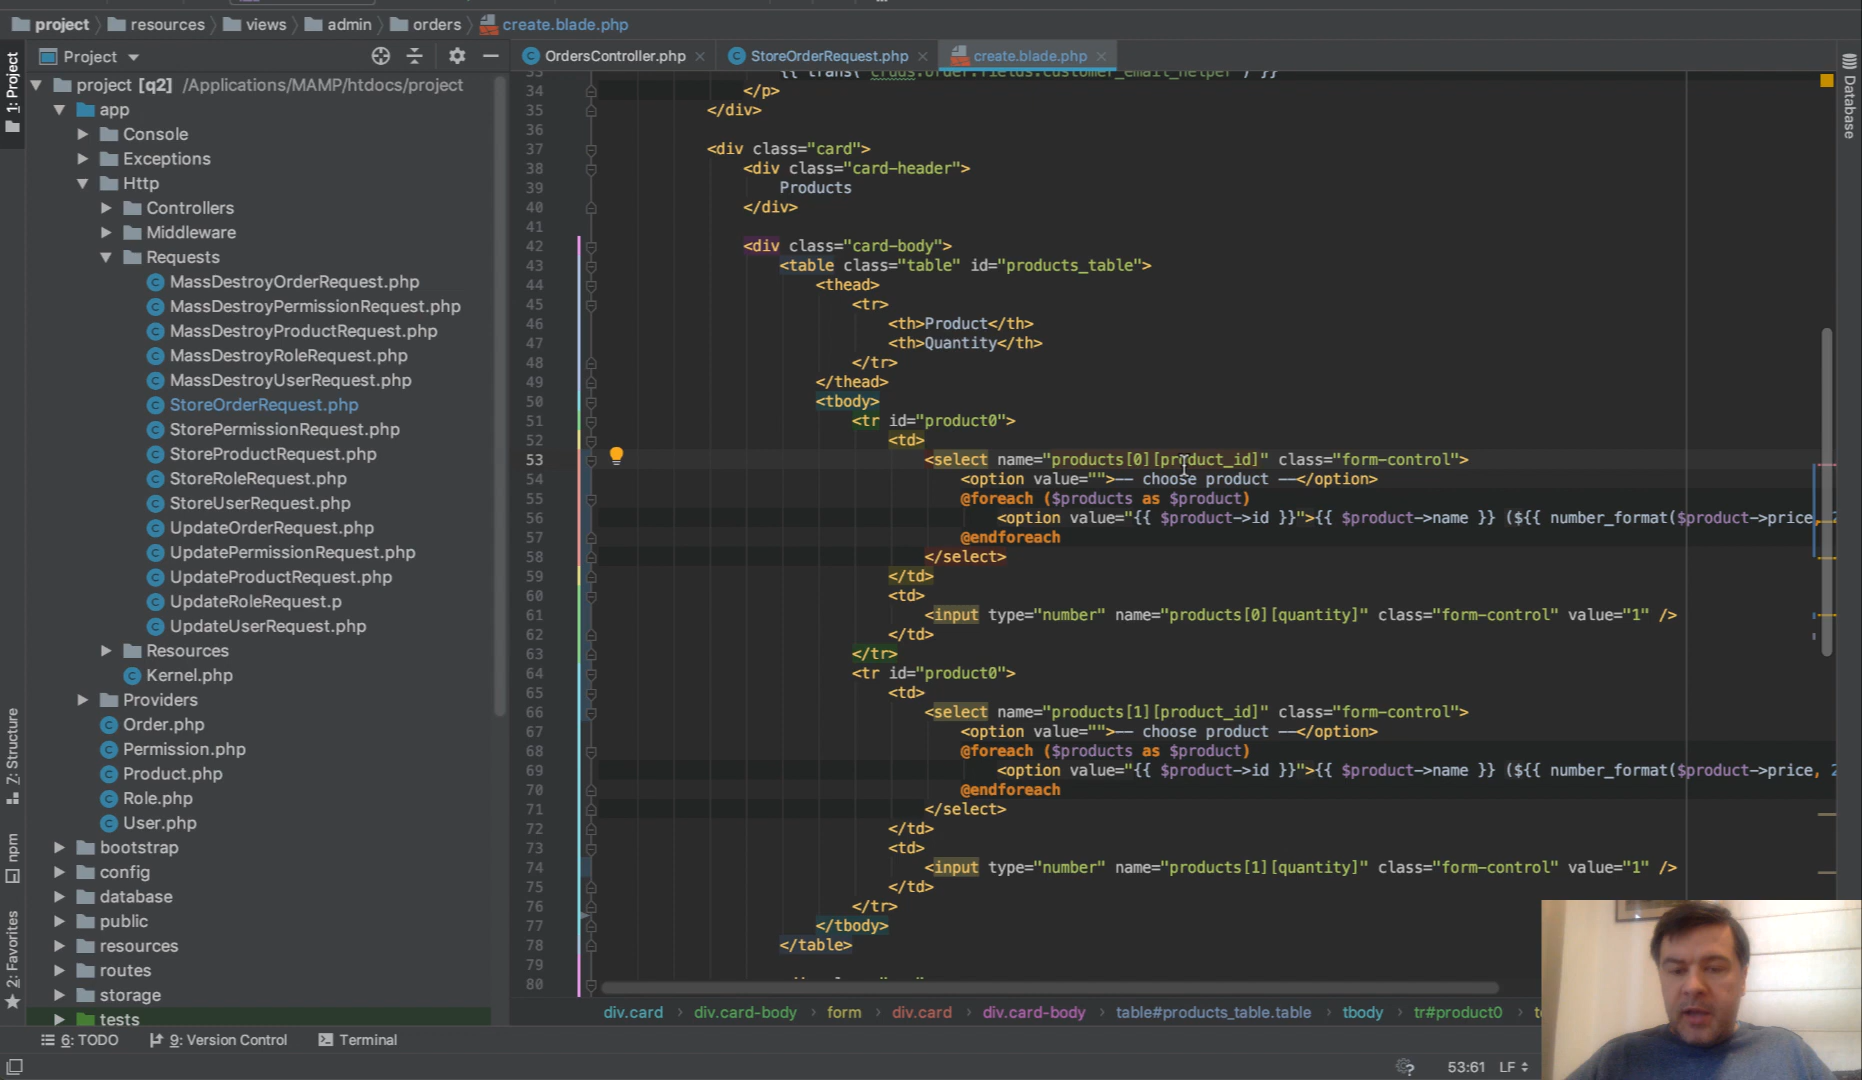 project
resources
views
admin
orders
create.blade.php
1: Project
Project
OrdersController.php
StoreOrderRequest.php
create.blade.php
Database
project [q2] /Applications/MAMP/htdocs/project
app
Console
Exceptions
Http
Controllers
Middleware
Requests
MassDestroyOrderRequest.php
MassDestroyPermissionRequest.php
MassDestroyProductRequest.php
MassDestroyRoleRequest.php
MassDestroyUserRequest.php
StoreOrderRequest.php
StorePermissionRequest.php
StoreProductRequest.php
StoreRoleRequest.php
StoreUserRequest.php
UpdateOrderRequest.php
UpdatePermissionRequest.php
UpdateProductRequest.php
UpdateRoleRequest.p
UpdateUserRequest.php
Resources
Kernel.php
Providers
Order.php
Permission.php
Product.php
Role.php
User.php
bootstrap
config
database
public
resources
routes
storage
tests
7: Structure
npm
2: Favorites
33 {{ trans('cruds.order.fields.customer_email_helper') }}
34 </p>
35 </div>
36
37 <div class="card">
38 <div class="card-header">
39 Products
40 </div>
41
42 <div class="card-body">
43 <table class="table" id="products_table">
44 <thead>
45 <tr>
46 <th>Product</th>
47 <th>Quantity</th>
48 </tr>
49 </thead>
50 <tbody>
51 <tr id="product0">
52 <td>
53 <select name="products[0][product_id]" class="form-control">
54 <option value="">-- choose product --</option>
55 @foreach ($products as $product)
56 <option value="{{ $product->id }}">{{ $product->name }} (${{ number_format($product->price, 2
57 @endforeach
58 </select>
59 </td>
60 <td>
61 <input type="number" name="products[0][quantity]" class="form-control" value="1" />
62 </td>
63 </tr>
64 <tr id="product0">
65 <td>
66 <select name="products[1][product_id]" class="form-control">
67 <option value="">-- choose product --</option>
68 @foreach ($products as $product)
69 <option value="{{ $product->id }}">{{ $product->name }} (${{ number_format($product->price, 2
70 @endforeach
71 </select>
72 </td>
73 <td>
74 <input type="number" name="products[1][quantity]" class="form-control" value="1" />
75 </td>
76 </tr>
77 </tbody>
78 </table>
79
80
div.card div.card-body form div.card div.card-body table#products_table.table tbody tr#product0
6: TODO
9: Version Control
Terminal
53:61 LF